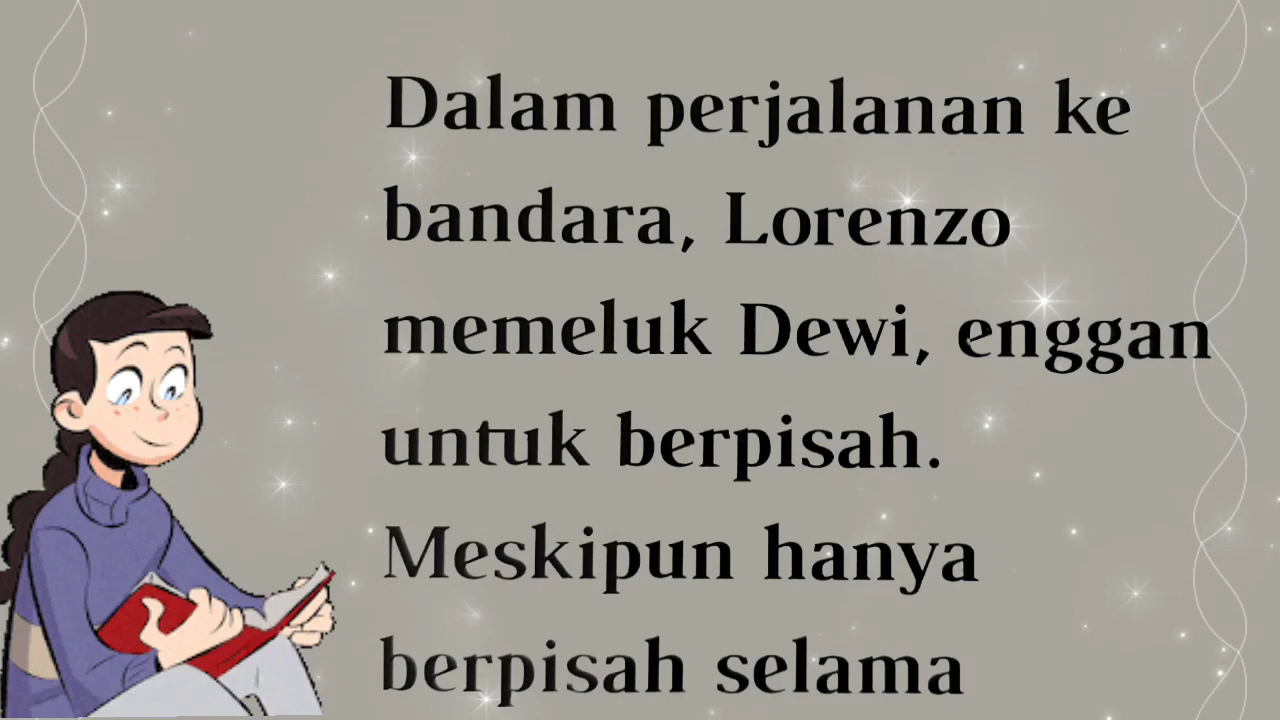 Dalam perjalanan ke
bandara, Lorenzo
memeluk Dewi, enggan
untuk berpisah.
Meskipun hanya
berpisah selama